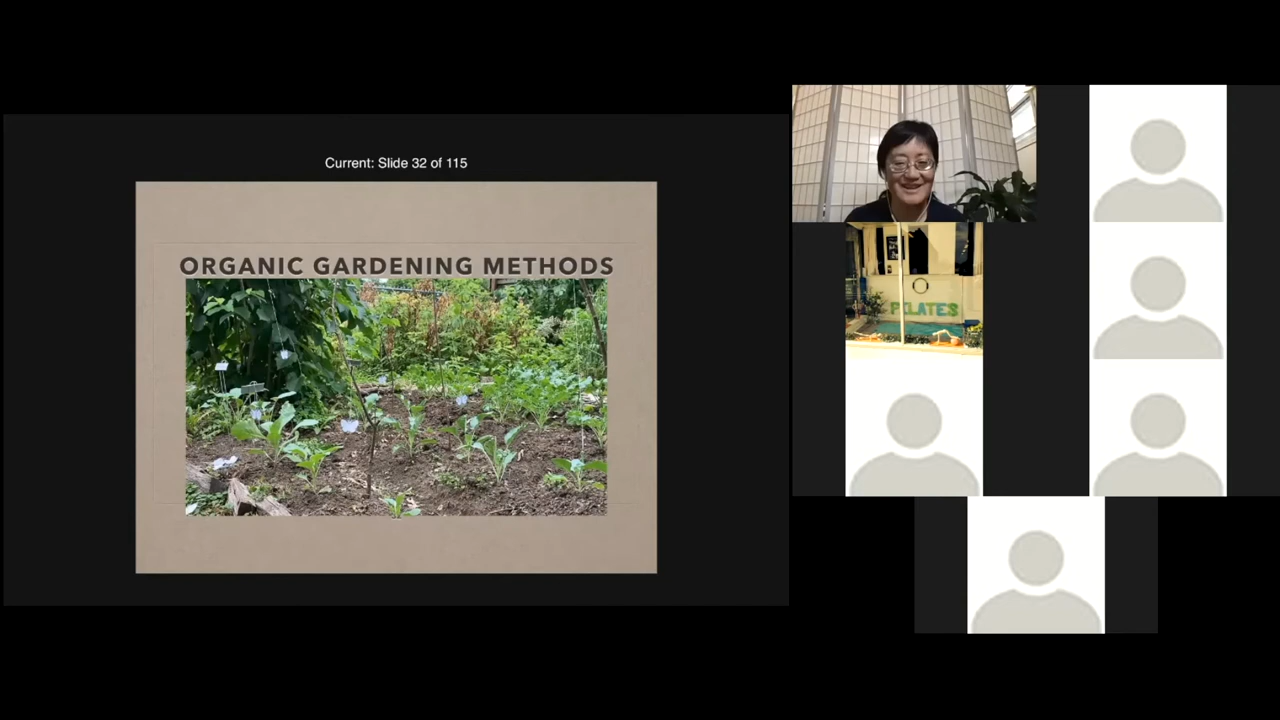 Current: Slide 32 of 115
ORGANIC GARDENING METHODS
PILATES